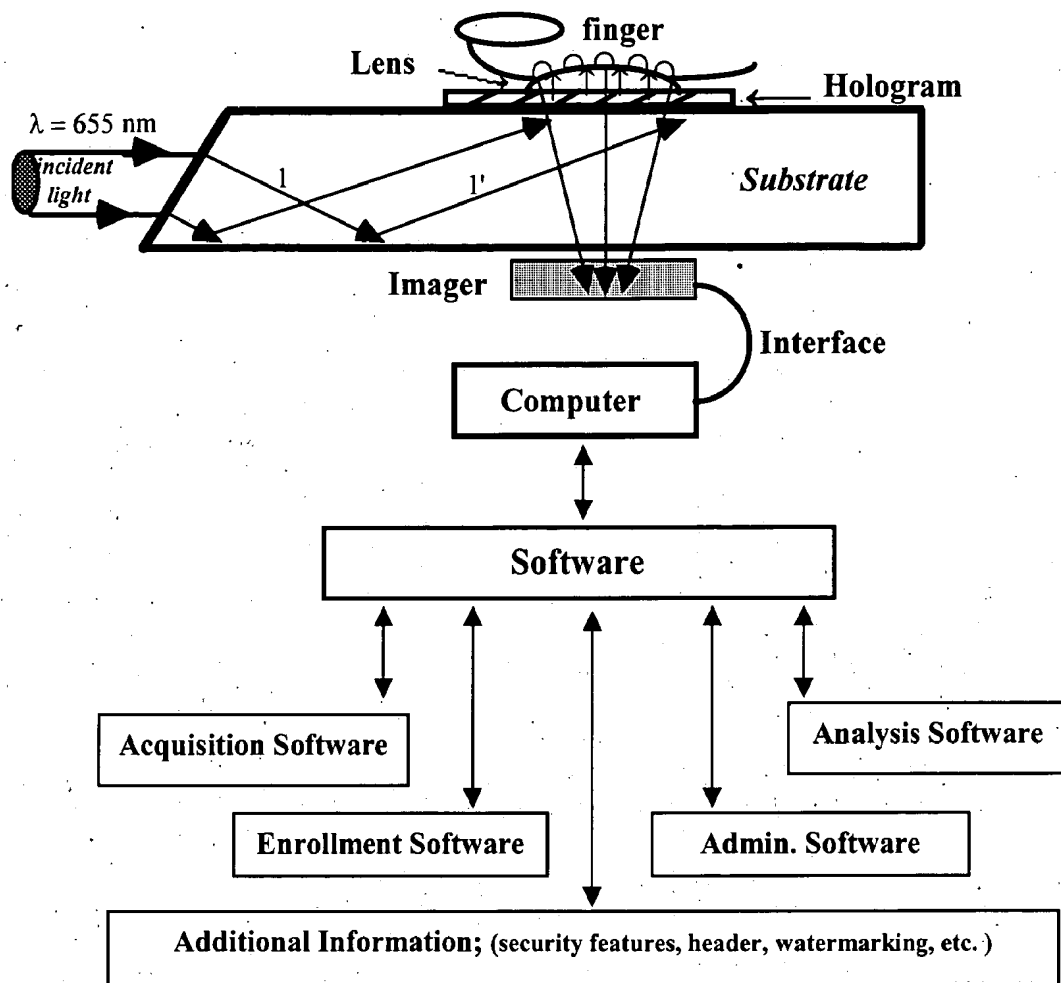 finger
Lens
Hologram
λ = 655 nm
incident
light
1
1'
Substrate
Imager
Interface
Computer
Software
Acquisition Software
Analysis Software
Enrollment Software
Admin. Software
Additional Information; (security features, header, watermarking, etc. )